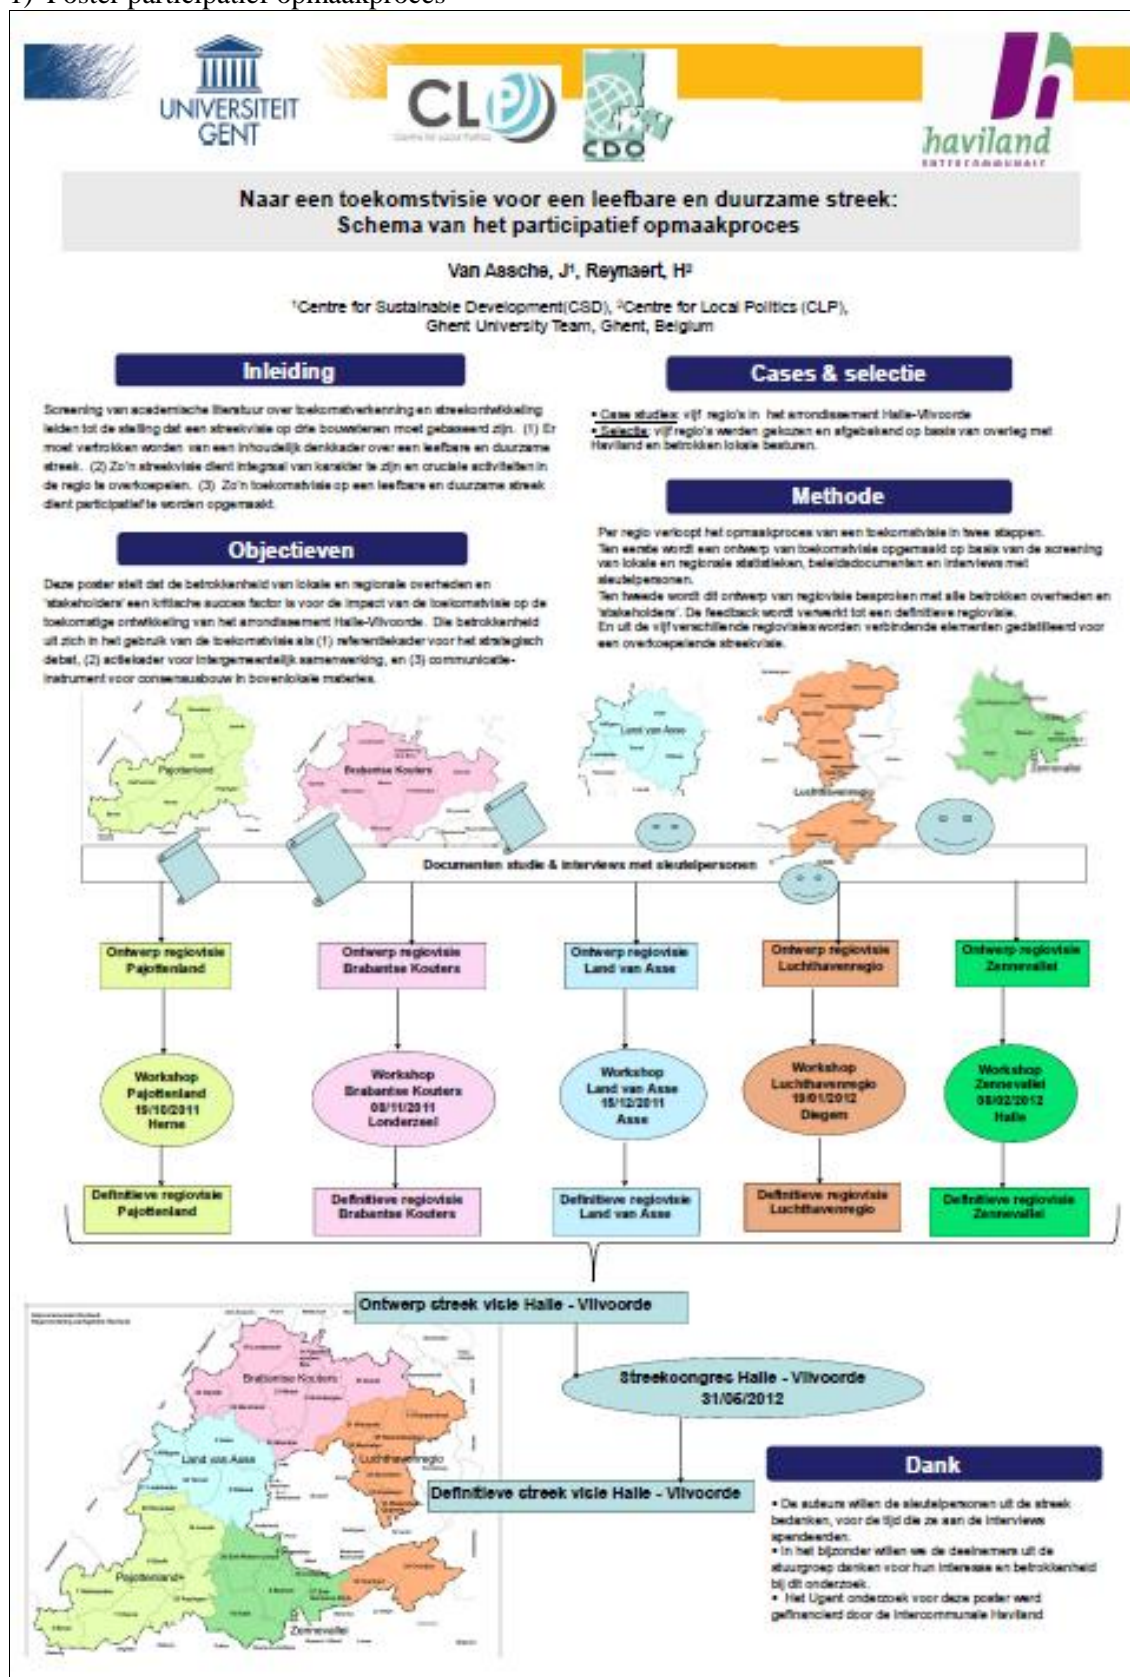 1) Poster participatief opmaakproces
UNIVERSITEIT
GENT
CLP
CDO
haviland
INTERCOMMUNALE
Naar een toekomstvisie voor een leefbare en duurzame streek:
Schema van het participatief opmaakproces
Van Assche, J¹, Reynaert, H²
¹Centre for Sustainable Development(CSD), ²Centre for Local Politics (CLP),
Ghent University Team, Ghent, Belgium
Inleiding
Screening van academische literatuur over toekomstverkenning en streekontwikkeling
leiden tot de stelling dat een streekvisie op drie bouwstenen moet gebaseerd zijn. (1) Er
moet vertrokken worden van een inhoudelijk denkkader over een leefbare en duurzame
streek. (2) Zo'n streekvisie dient integraal van karakter te zijn en cruciale activiteiten in
de regio te overkoepelen. (3) Zo'n toekomstvisie op een leefbare en duurzame streek
dient participatief te worden opgemaakt.
Objectieven
Deze poster stelt dat de betrokkenheid van lokale en regionale overheden en
'stakeholders' een kritische succes factor is voor de impact van de toekomstvisie op de
toekomstige ontwikkeling van het arrondissement Halle-Vilvoorde. Die betrokkenheid
uit zich in het gebruik van de toekomstvisie als (1) referentiekader voor het strategisch
debat, (2) actiekader voor intergemeentelijk samenwerking, en (3) communicatie-
instrument voor consensusbouw in bovenlokale materies.
Cases & selectie
• Case studies: vijf regio's in het arrondissement Halle-Vilvoorde
• Selectie: vijf regio's werden gekozen en afgebakend op basis van overleg met
Haviland en betrokken lokale besturen.
Methode
Per regio verloopt het opmaakproces van een toekomstvisie in twee stappen.
Ten eerste wordt een ontwerp van toekomstvisie opgemaakt op basis van de screening
van lokale en regionale statistieken, beleidsdocumenten en interviews met
sleutelpersonen.
Ten tweede wordt dit ontwerp van regiovisie besproken met alle betrokken overheden en
'stakeholders'. De feedback wordt verwerkt tot een definitieve regiovisie.
En uit de vijf verschillende regiovisies worden verbindende elementen gedistilleerd voor
een overkoepelende streekvisie.
Pajottenland
Brabantse Kouters
Land van Asse
Luchthavenregio
Zennevallei
Documenten studie & interviews met sleutelpersonen
Ontwerp regiovisie
Pajottenland
Ontwerp regiovisie
Brabantse Kouters
Ontwerp regiovisie
Land van Asse
Ontwerp regiovisie
Luchthavenregio
Ontwerp regiovisie
Zennevallei
Workshop
Pajottenland
19/10/2011
Herne
Workshop
Brabantse Kouters
08/11/2011
Londerzeel
Workshop
Land van Asse
15/12/2011
Asse
Workshop
Luchthavenregio
19/01/2012
Diegem
Workshop
Zennevallei
08/02/2012
Halle
Definitieve regiovisie
Pajottenland
Definitieve regiovisie
Brabantse Kouters
Definitieve regiovisie
Land van Asse
Definitieve regiovisie
Luchthavenregio
Definitieve regiovisie
Zennevallei
Ontwerp streek visie Halle - Vilvoorde
Streekcongres Halle - Vilvoorde
31/05/2012
Definitieve streek visie Halle - Vilvoorde
Brabantse Kouters
Land van Asse
Luchthavenregio
Pajottenland+
Zennevallei
Dank
• De auteurs willen de sleutelpersonen uit de streek
bedanken, voor de tijd die ze aan de interviews
spendeerden.
• In het bijzonder willen we de deelnemers uit de
stuurgroep danken voor hun interesse en betrokkenheid
bij dit onderzoek.
• Het Ugent onderzoek voor deze poster werd
gefinancierd door de Intercommunale Haviland